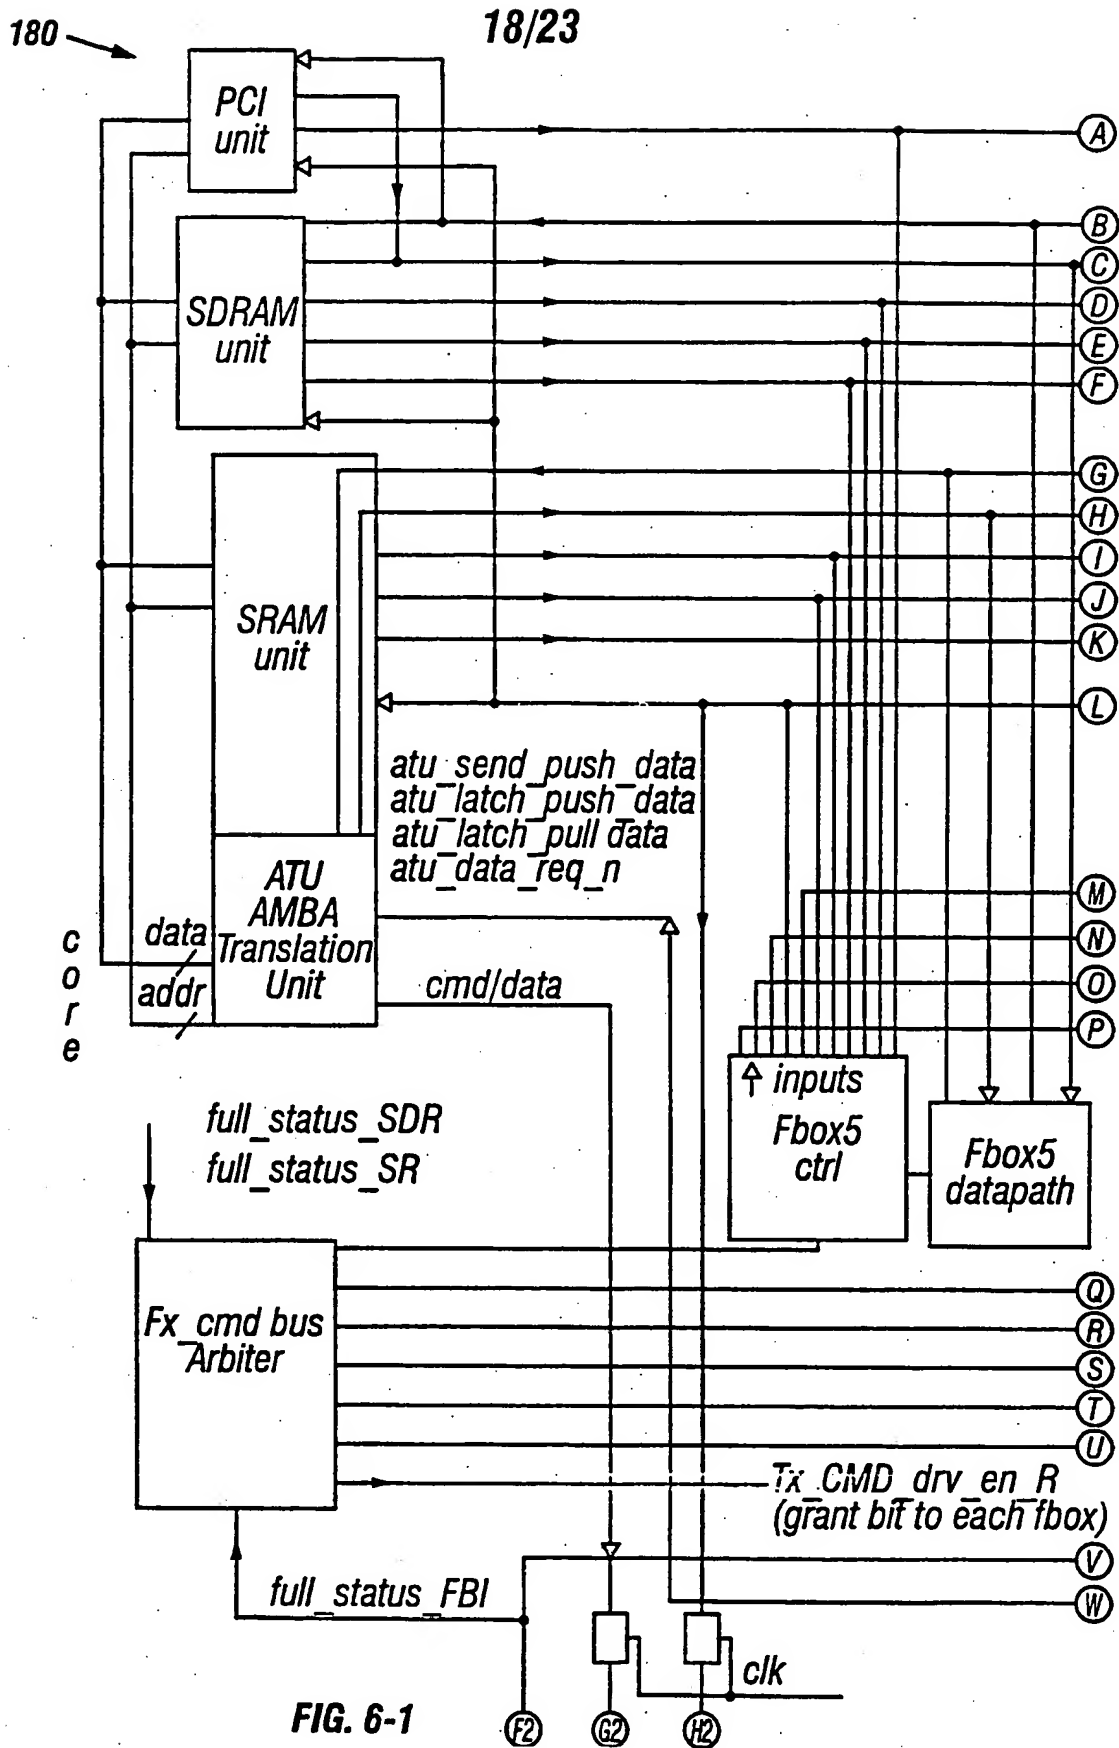 18/23
180
PCI
unit
A
B
C
SDRAM
unit
D
E
F
G
H
I
SRAM
unit
J
K
L
atu_send_push_data
atu_latch_push_data
atu_latch_pull data
atu_data_req_n
ATU
AMBA
Translation
Unit
core
data
addr
cmd/data
M
N
O
P
inputs
Fbox5
ctrl
Fbox5
datapath
full_status_SDR
full_status_SR
Fx_cmd bus
Arbiter
Q
R
S
T
U
Tx_CMD_drv_en_R
(grant bit to each fbox)
V
full_status_FBI
W
clk
FIG. 6-1
F2
G2
H2